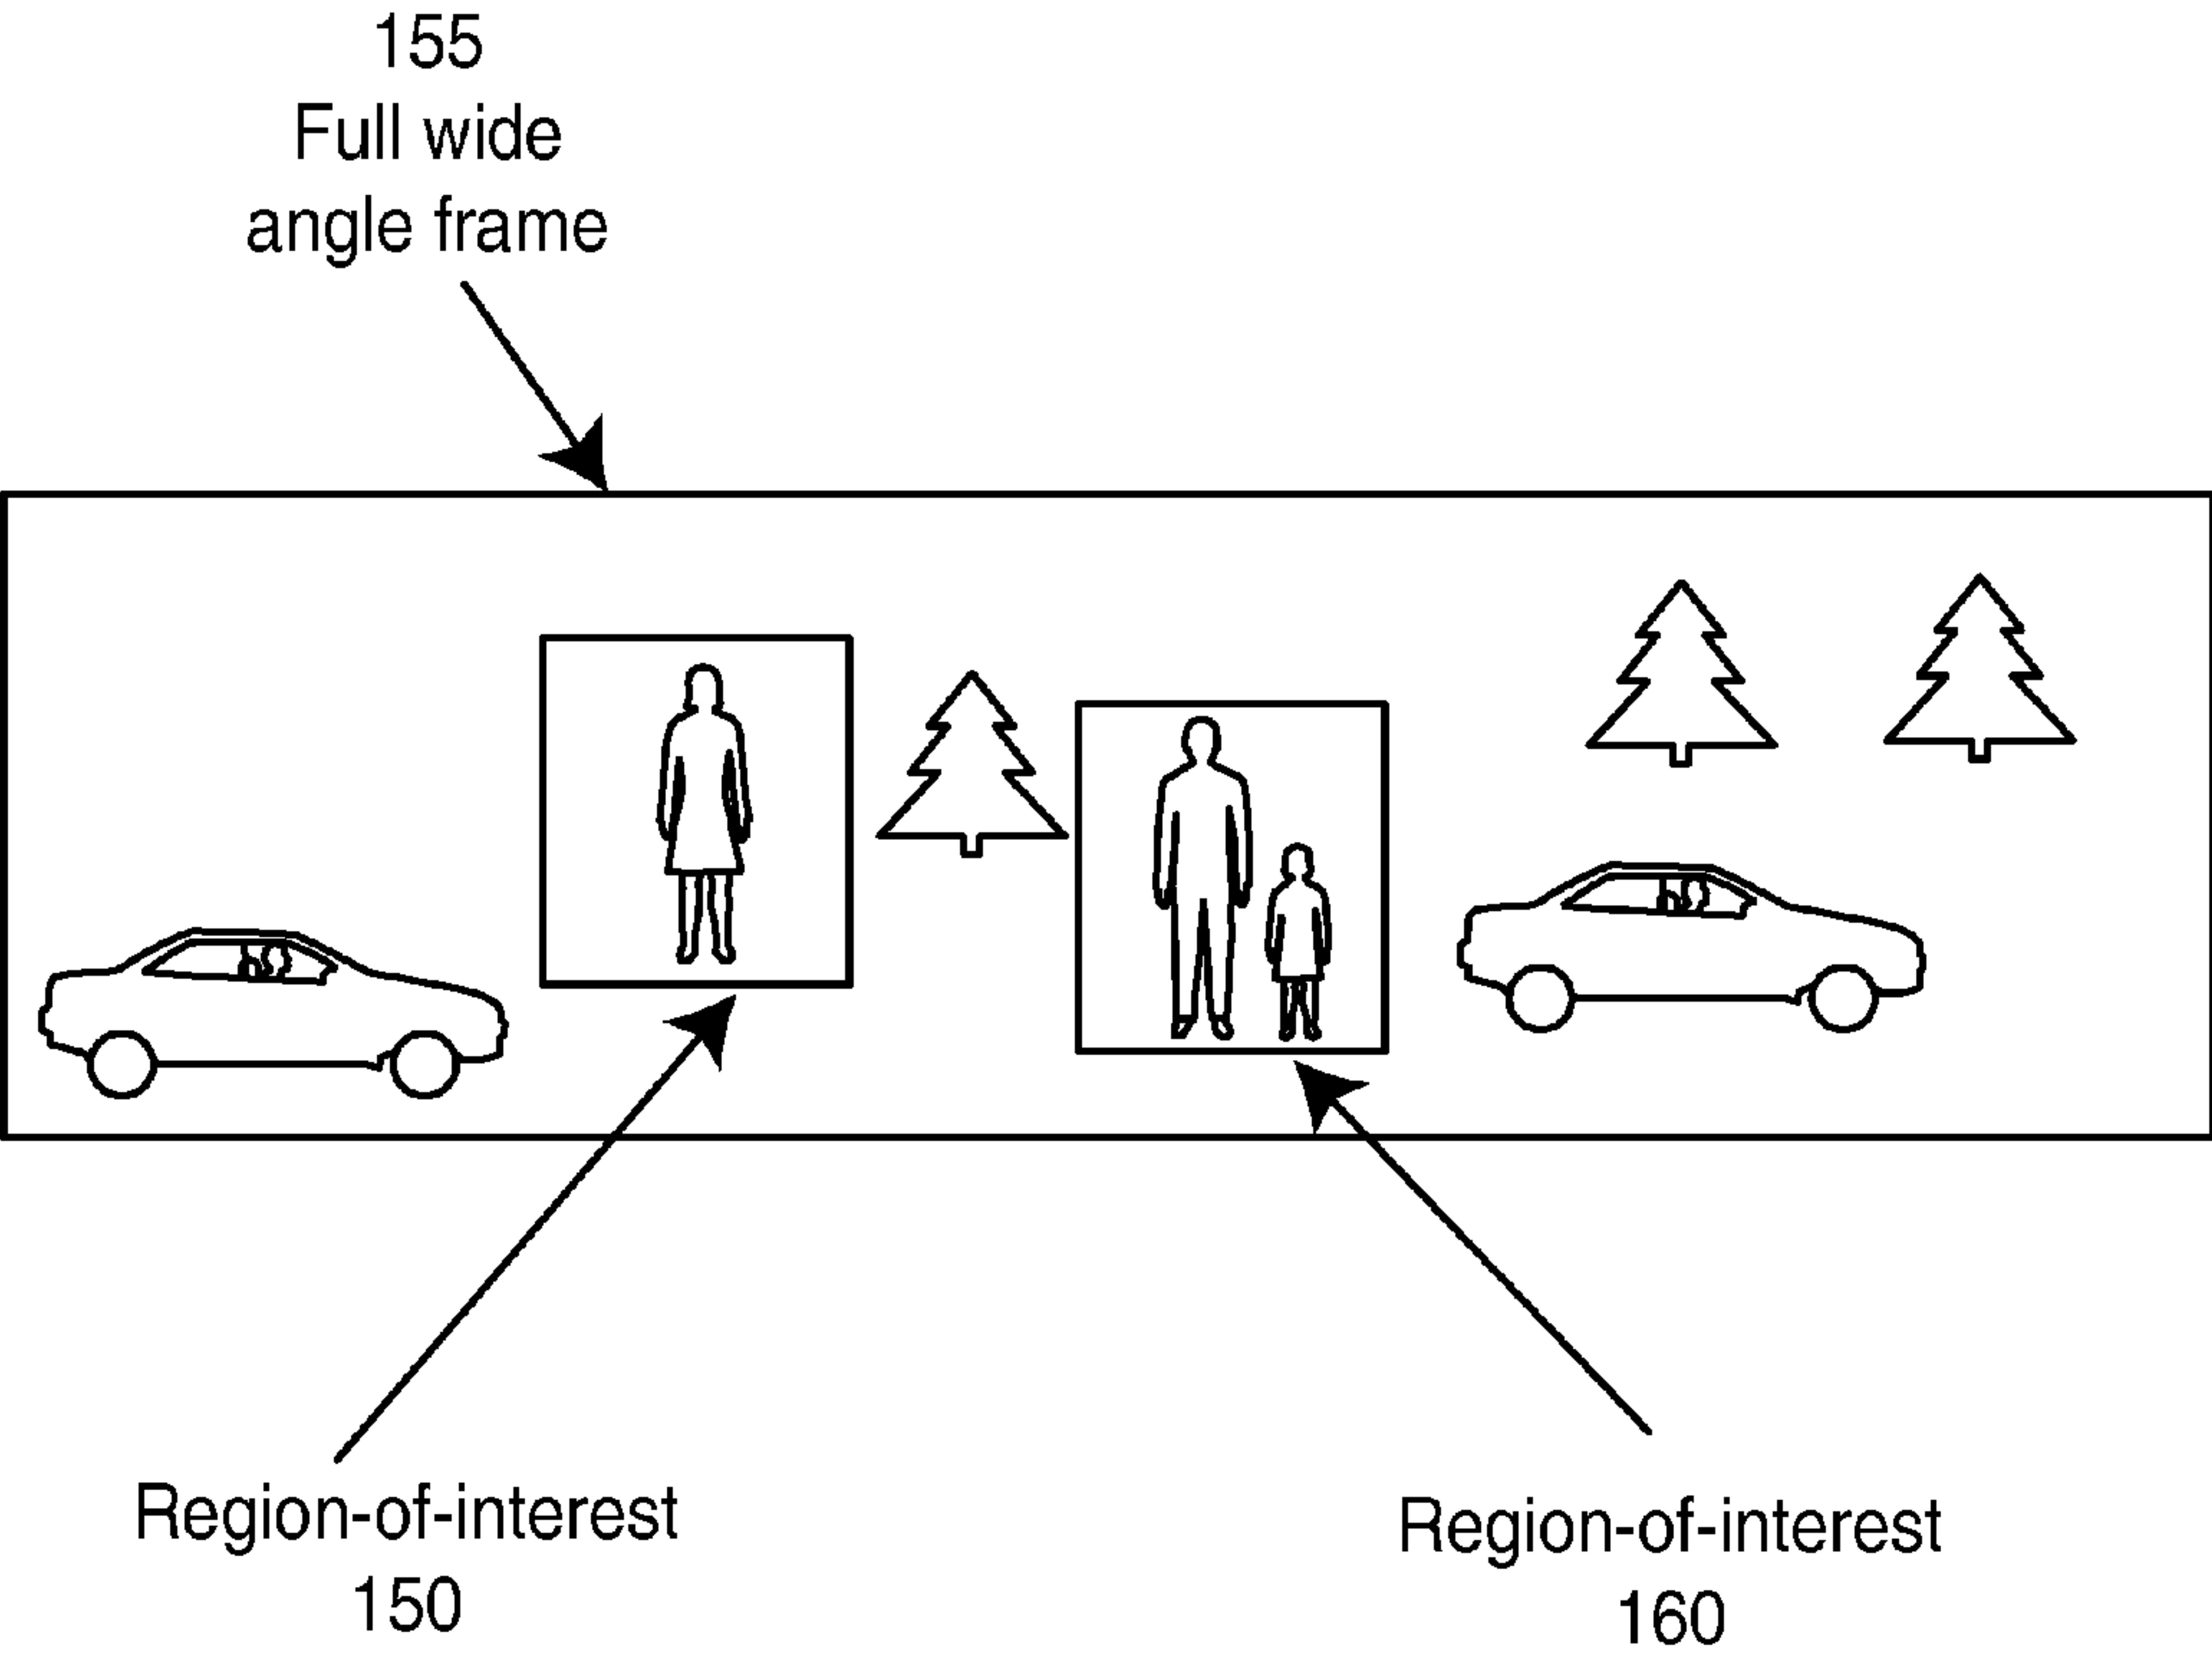 155
Full wide
angle frame
Region-of-interest
150
Region-of-interest
160